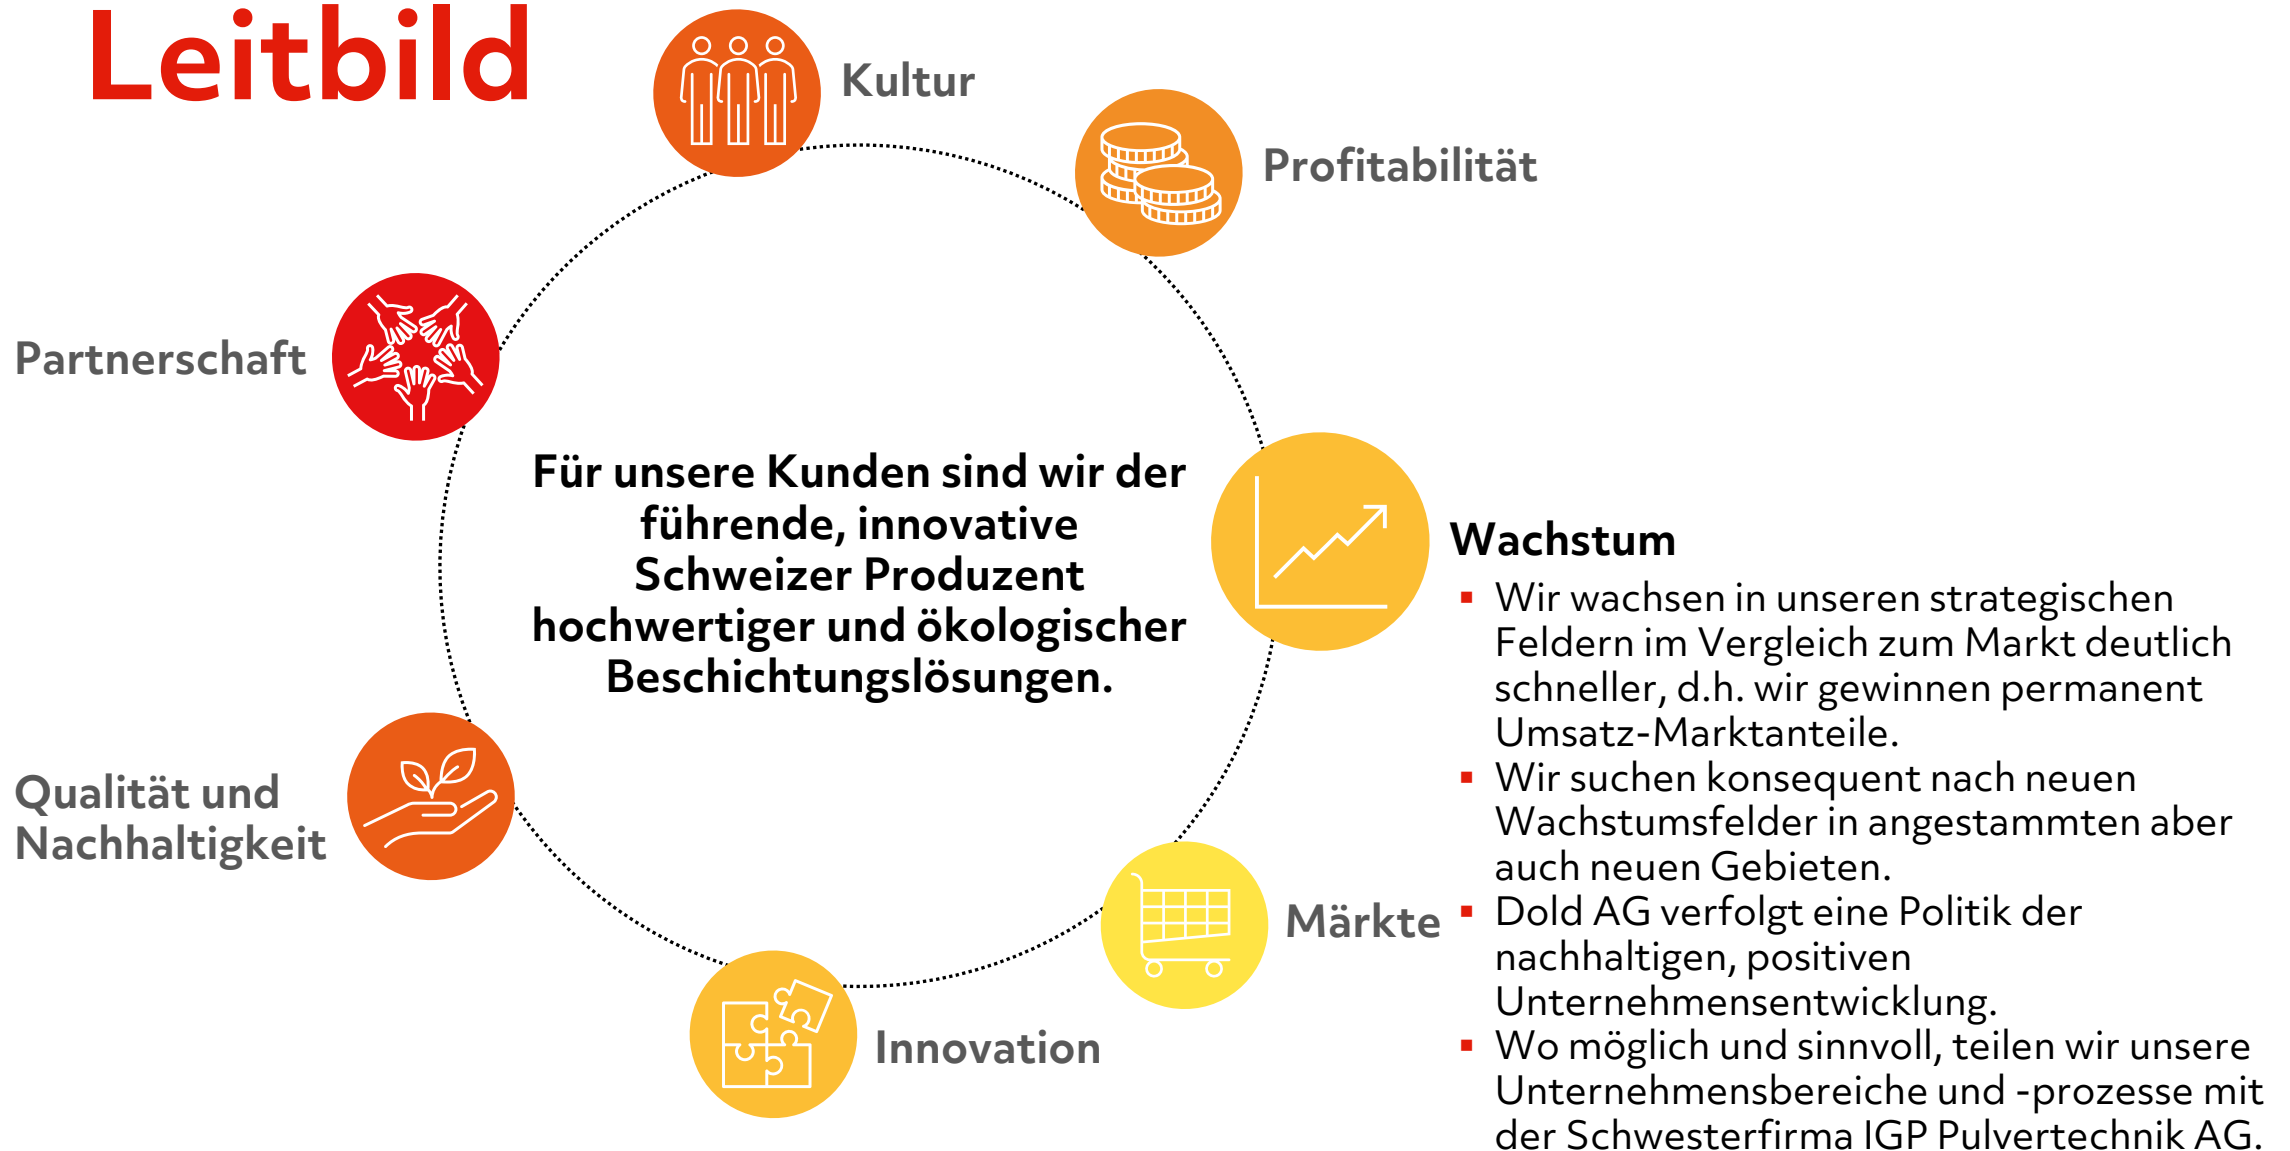 Leitbild
Kultur
Profitabilität
Partnerschaft
Für unsere Kunden sind wir der
führende, innovative
Schweizer Produzent
hochwertiger und ökologischer
Beschichtungslösungen.
Wachstum
▪ Wir wachsen in unseren strategischen
Feldern im Vergleich zum Markt deutlich
schneller, d.h. wir gewinnen permanent
Umsatz-Marktanteile.
▪ Wir suchen konsequent nach neuen
Wachstumsfelder in angestammten aber
auch neuen Gebieten.
▪ Dold AG verfolgt eine Politik der
nachhaltigen, positiven
Unternehmensentwicklung.
▪ Wo möglich und sinnvoll, teilen wir unsere
Unternehmensbereiche und -prozesse mit
der Schwesterfirma IGP Pulvertechnik AG.
Qualität und
Nachhaltigkeit
Märkte
Innovation